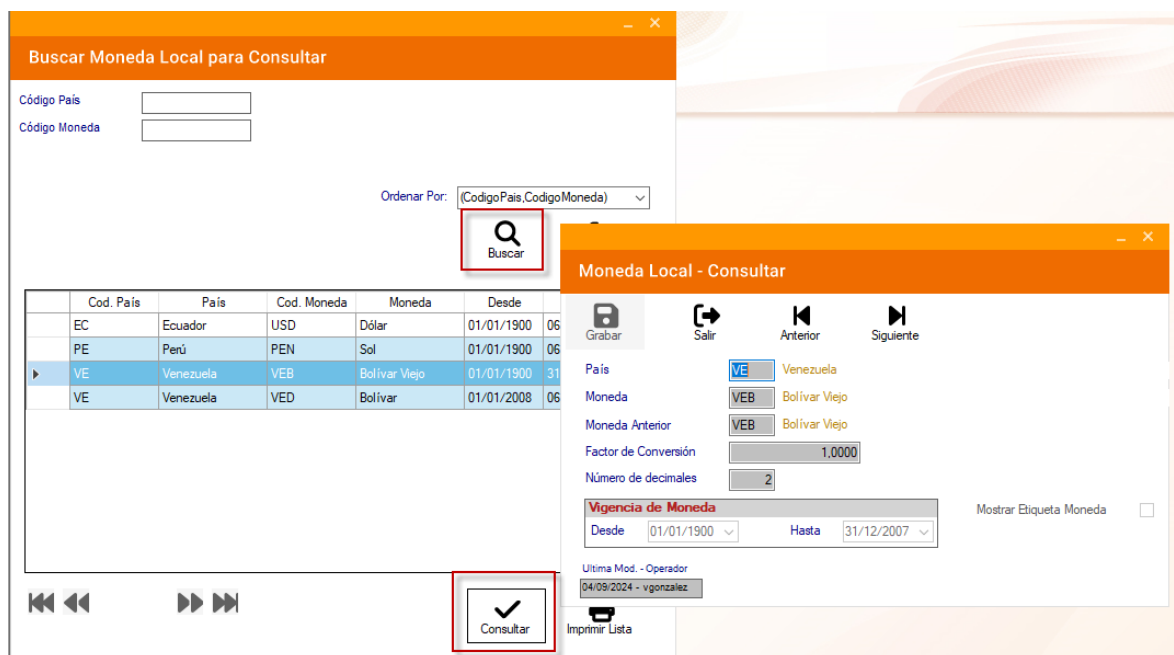 Buscar Moneda Local para Consultar
Código País
Código Moneda
Ordenar Por: (CodigoPais,CodigoMoneda)
Buscar
Cod. País País Cod. Moneda Moneda Desde
EC Ecuador USD Dólar 01/01/1900 06
PE Perú PEN Sol 01/01/1900 06
VE Venezuela VEB Bolívar Viejo 01/01/1900 31
VE Venezuela VED Bolívar 01/01/2008 06
Consultar
Imprimir Lista
Moneda Local - Consultar
Grabar Salir Anterior Siguiente
País VE Venezuela
Moneda VEB Bolívar Viejo
Moneda Anterior VEB Bolívar Viejo
Factor de Conversión 1,0000
Número de decimales 2
Vigencia de Moneda
Desde 01/01/1900 Hasta 31/12/2007
Mostrar Etiqueta Moneda
Ultima Mod. - Operador
04/09/2024 - vgonzalez